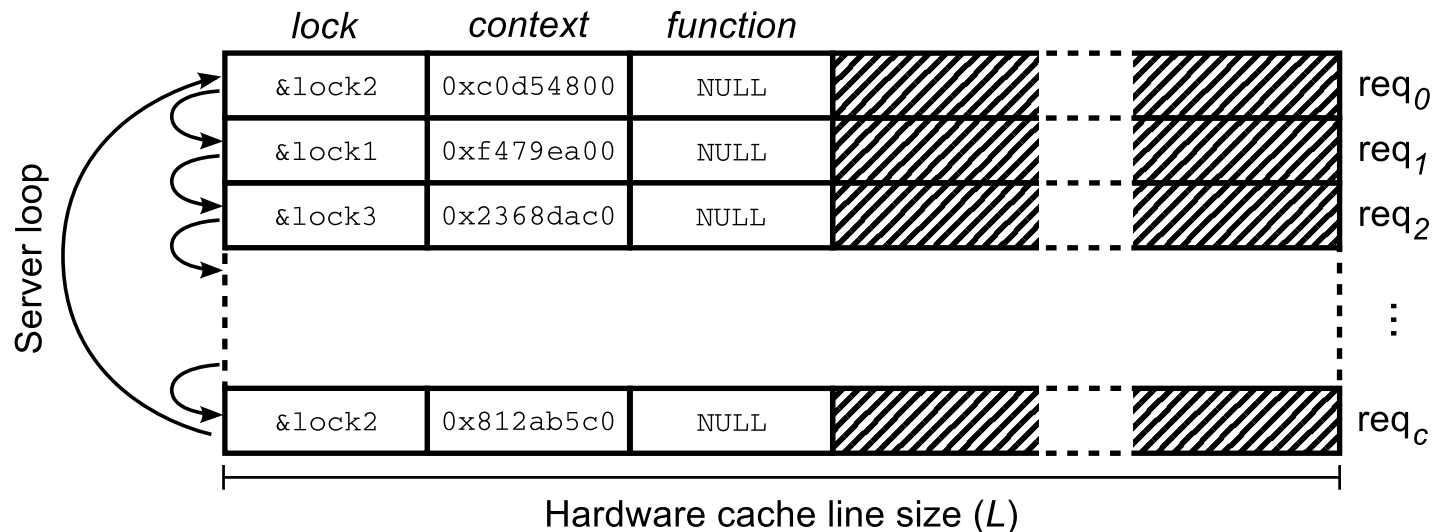 lock context function
&lock2 0xc0d54800 NULL req0
&lock1 0xf479ea00 NULL req1
&lock3 0x2368dac0 NULL req2
Server loop
...
&lock2 0x812ab5c0 NULL reqc
Hardware cache line size (L)